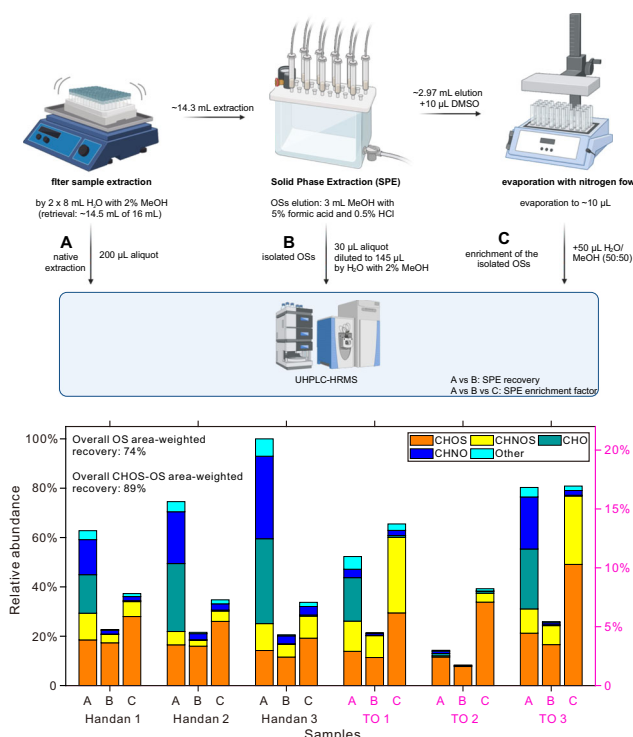 ~14.3 mL extraction
~2.97 mL elution
+10 µL DMSO
flter sample extraction
by 2 x 8 mL H2O with 2% MeOH
(retrieval: ~14.5 mL of 16 mL)
Solid Phase Extraction (SPE)
OSs elution: 3 mL MeOH with
5% formic acid and 0.5% HCl
evaporation with nitrogen fow
evaporation to ~10 µL
A
native
extraction
200 µL aliquot
B
isolated OSs
30 µL aliquot
diluted to 145 µL
by H2O with 2% MeOH
C
enrichment of the
isolated OSs
+50 µL H2O/
MeOH (50:50)
UHPLC-HRMS
A vs B: SPE recovery
A vs B vs C: SPE enrichment factor
Overall OS area-weighted
recovery: 74%
Overall CHOS-OS area-weighted
recovery: 89%
CHOS CHNOS CHO
CHNO Other
Relative abundance
100%
80%
60%
40%
20%
0
20%
15%
10%
5%
0
A B C A B C A B C A B C A B C A B C
Handan 1 Handan 2 Handan 3 TO 1 TO 2 TO 3
Samples